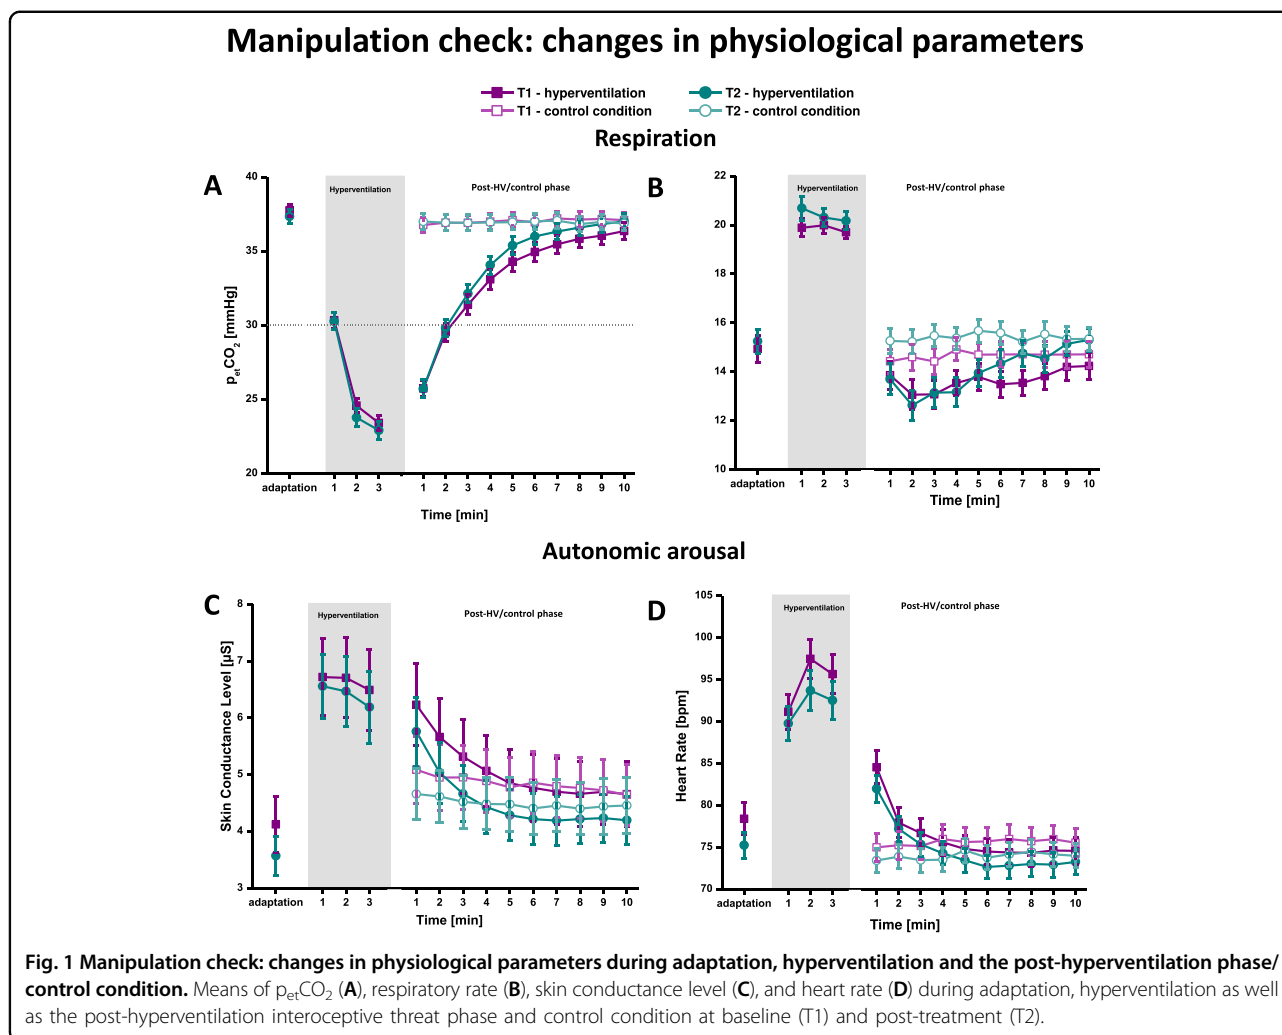 Manipulation check: changes in physiological parameters
T1 - hyperventilation
T2 - hyperventilation
T1 - control condition
T2 - control condition
Respiration
A
Hyperventilation
Post-HV/control phase
petCO2 [mmHg]
40
35
30
25
20
adaptation
1 2 3
1 2 3 4 5 6 7 8 9 10
Time [min]
B
Hyperventilation
Post-HV/control phase
22
20
18
16
14
12
10
adaptation
1 2 3
1 2 3 4 5 6 7 8 9 10
Time [min]
Autonomic arousal
C
Hyperventilation
Post-HV/control phase
Skin Conductance Level [µS]
8
7
6
5
4
3
adaptation
1 2 3
1 2 3 4 5 6 7 8 9 10
Time [min]
D
Hyperventilation
Post-HV/control phase
Heart Rate [bpm]
105
100
95
90
85
80
75
70
adaptation
1 2 3
1 2 3 4 5 6 7 8 9 10
Time [min]
Fig. 1 Manipulation check: changes in physiological parameters during adaptation, hyperventilation and the post-hyperventilation phase/
control condition. Means of petCO2 (A), respiratory rate (B), skin conductance level (C), and heart rate (D) during adaptation, hyperventilation as well
as the post-hyperventilation interoceptive threat phase and control condition at baseline (T1) and post-treatment (T2).